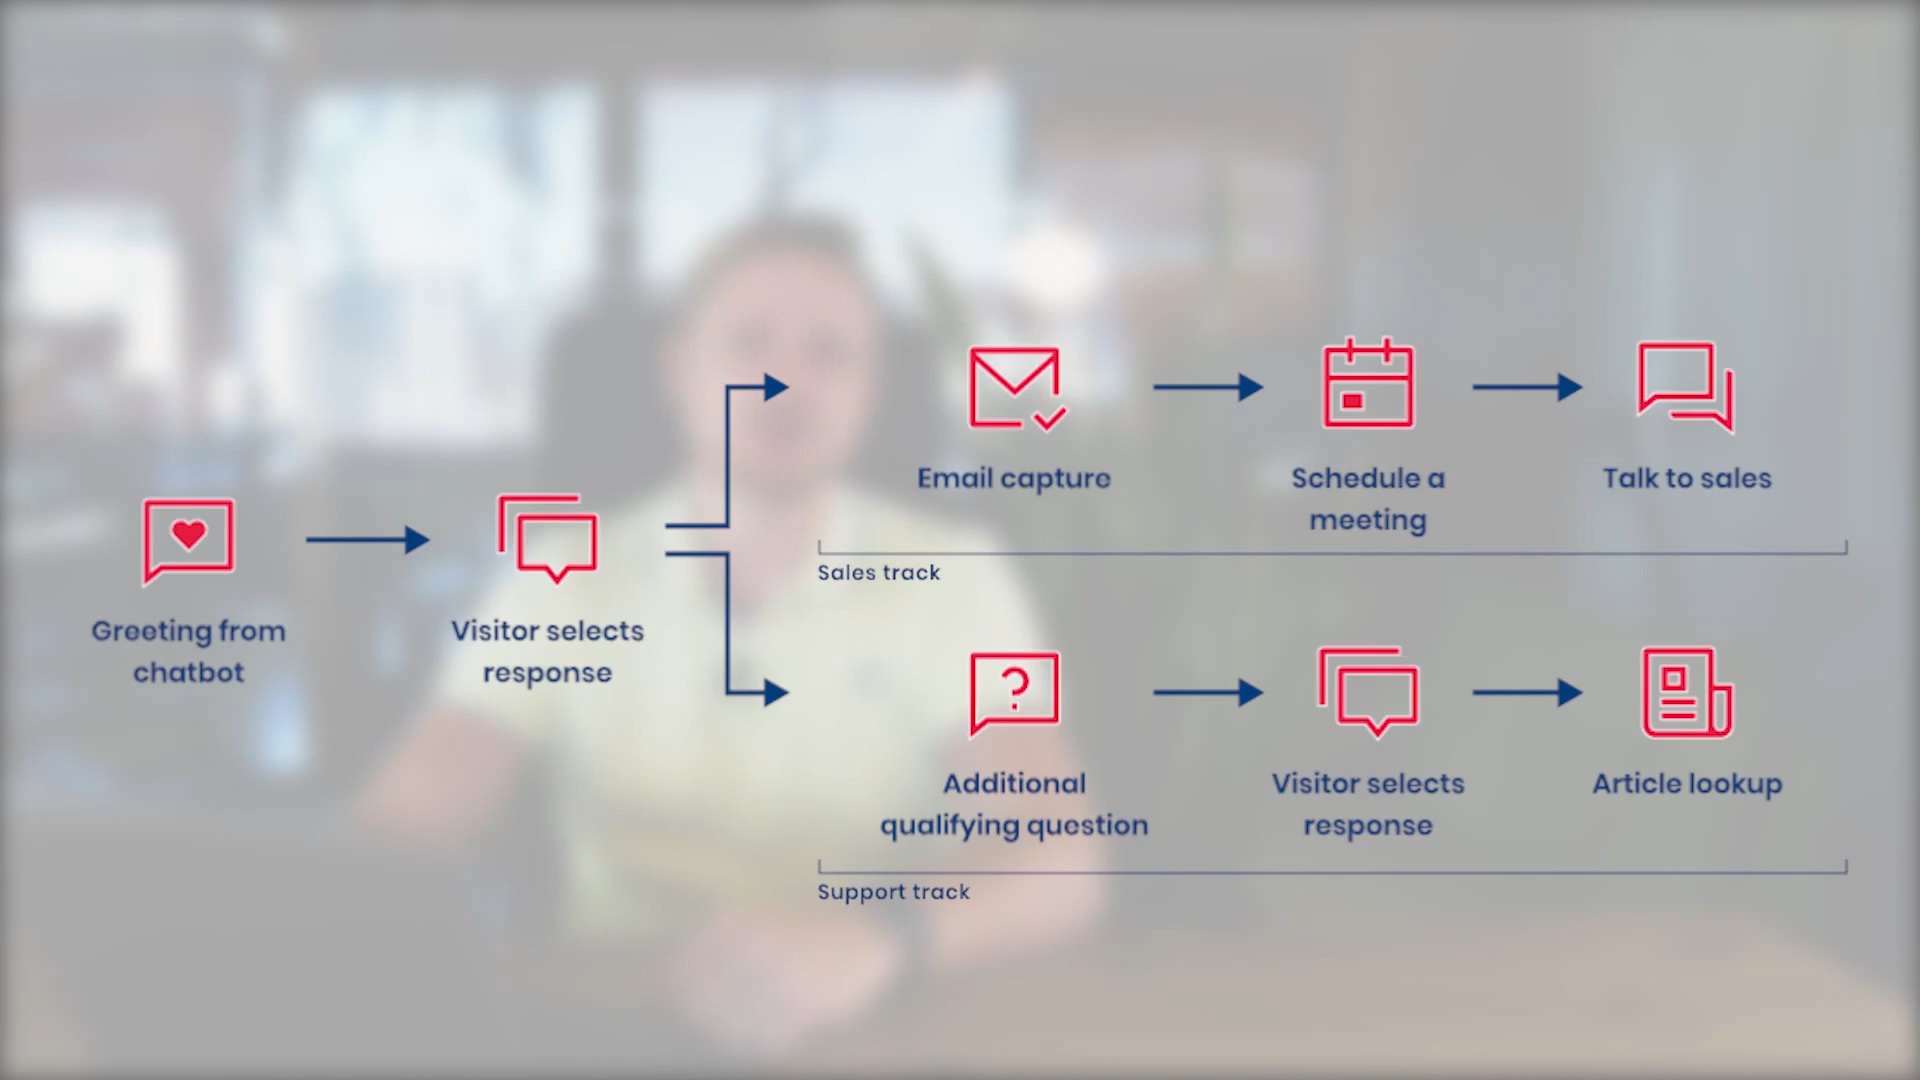 Greeting from
chatbot
Visitor selects
response
Email capture
Schedule a
meeting
Talk to sales
Sales track
Additional
qualifying question
Visitor selects
response
Article lookup
Support track